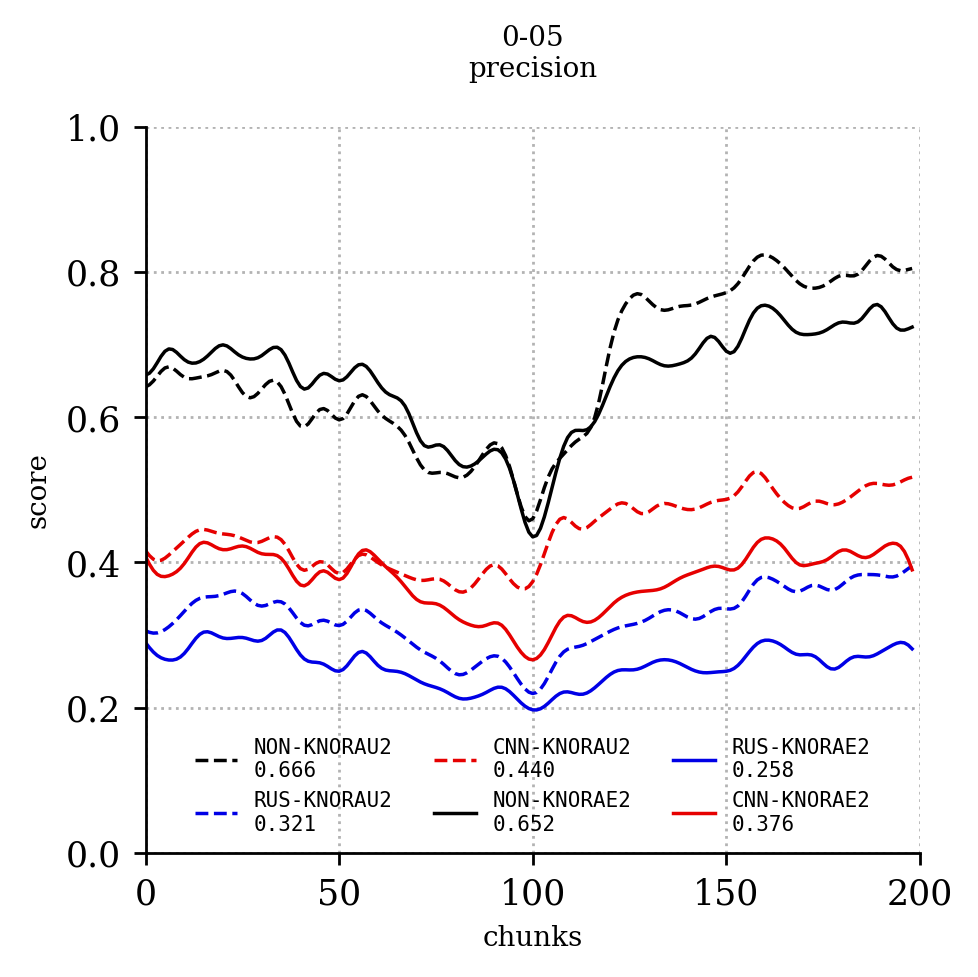 0-05
precision
1.0
0.8
0.6
0.4
0.2
0.0
score
NON-KNORAU2
0.666
RUS-KNORAU2
0.321
CNN-KNORAU2
0.440
NON-KNORAE2
0.652
RUS-KNORAE2
0.258
CNN-KNORAE2
0.376
0 50 100 150 200
chunks